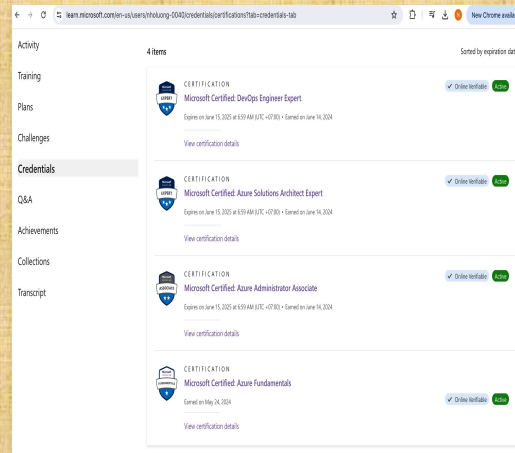 learn.microsoft.com/en-us/users/nholuong-0040/credentials/certifications?tab=credentials-tab
New Chrome availa
Activity
Training
Plans
Challenges
Credentials
Q&A
Achievements
Collections
Transcript
4 items
Sorted by expiration dat
EXPERT
CERTIFICATION
Microsoft Certified: DevOps Engineer Expert
Expires on June 15, 2025 at 6:59 AM (UTC +07:00) • Earned on June 14, 2024
View certification details
✓ Online Verifiable
Active
EXPERT
CERTIFICATION
Microsoft Certified: Azure Solutions Architect Expert
Expires on June 15, 2025 at 6:59 AM (UTC +07:00) • Earned on June 14, 2024
View certification details
✓ Online Verifiable
Active
ASSOCIATE
CERTIFICATION
Microsoft Certified: Azure Administrator Associate
Expires on June 15, 2025 at 6:59 AM (UTC +07:00) • Earned on June 14, 2024
View certification details
✓ Online Verifiable
Active
FUNDAMENTALS
CERTIFICATION
Microsoft Certified: Azure Fundamentals
Earned on May 24, 2024
View certification details
✓ Online Verifiable
Active